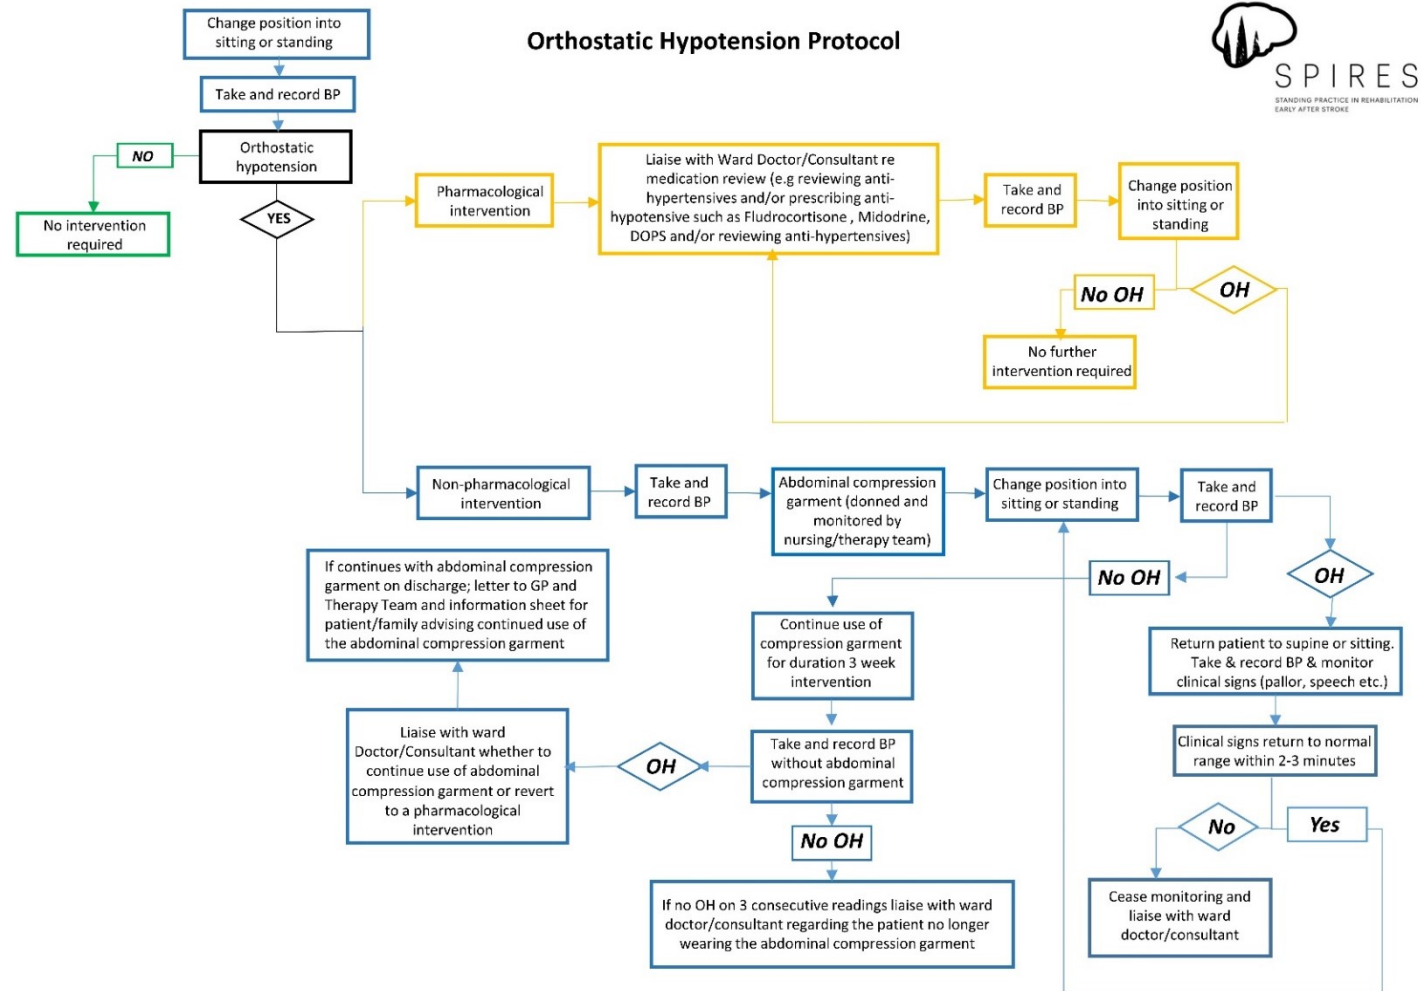 Orthostatic Hypotension Protocol
SPIRES
STANDING PRACTICE IN REHABILITATION
EARLY AFTER STROKE
Change position into
sitting or standing
Take and record BP
Orthostatic
hypotension
NO
No intervention
required
YES
Pharmacological
intervention
Liaise with Ward Doctor/Consultant re
medication review (e.g reviewing anti-
hypertensives and/or prescribing anti-
hypotensive such as Fludrocortisone , Midodrine,
DOPS and/or reviewing anti-hypertensives)
Take and
record BP
Change position
into sitting or
standing
No OH
OH
No further
intervention required
Non-pharmacological
intervention
Take and
record BP
Abdominal compression
garment (donned and
monitored by
nursing/therapy team)
Change position into
sitting or standing
Take and
record BP
No OH
OH
Continue use of
compression garment
for duration 3 week
intervention
Take and record BP
without abdominal
compression garment
OH
Liaise with ward
Doctor/Consultant whether to
continue use of abdominal
compression garment or revert
to a pharmacological
intervention
If continues with abdominal compression
garment on discharge; letter to GP and
Therapy Team and information sheet for
patient/family advising continued use of
the abdominal compression garment
No OH
If no OH on 3 consecutive readings liaise with ward
doctor/consultant regarding the patient no longer
wearing the abdominal compression garment
Return patient to supine or sitting.
Take & record BP & monitor
clinical signs (pallor, speech etc.)
Clinical signs return to normal
range within 2-3 minutes
No
Yes
Cease monitoring and
liaise with ward
doctor/consultant